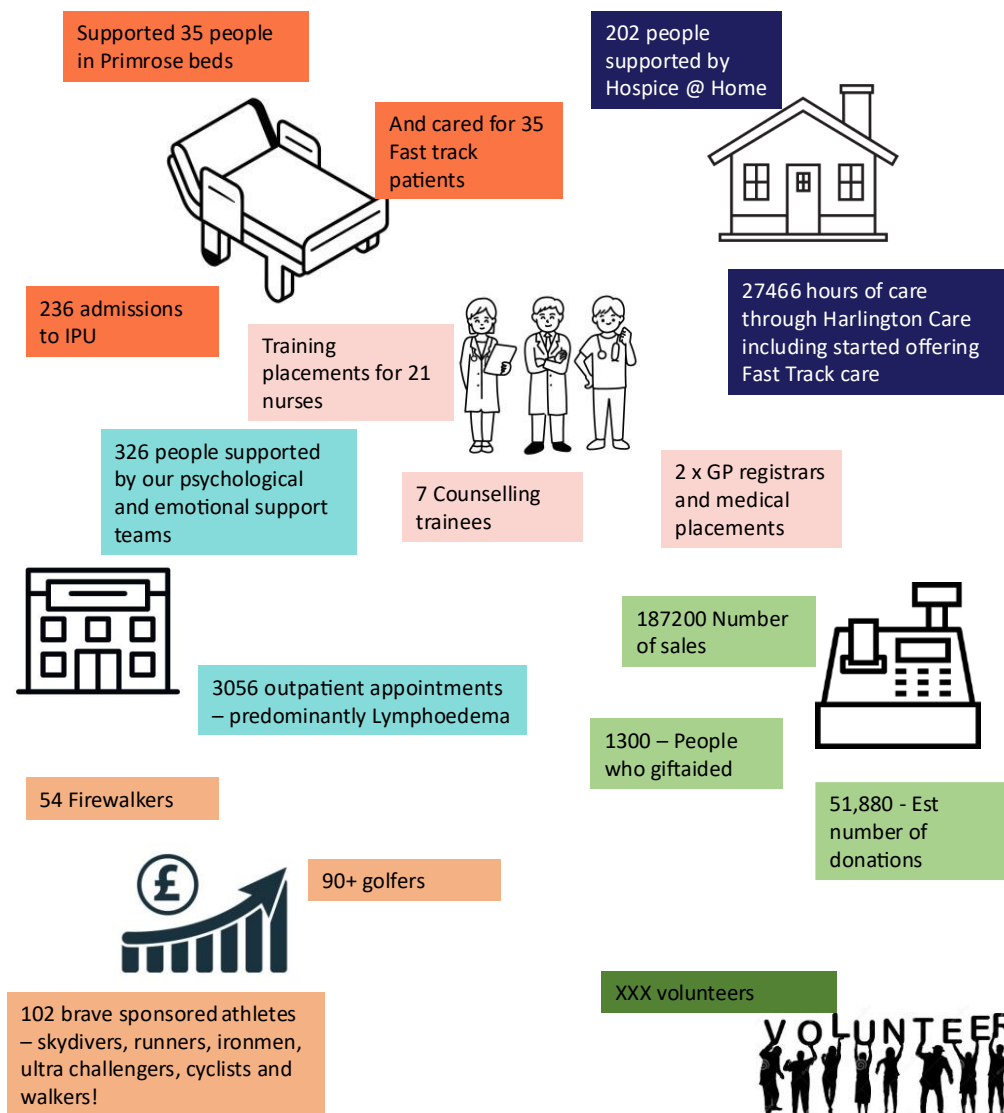 Supported 35 people
in Primrose beds
202 people
supported by
Hospice @ Home
And cared for 35
Fast track
patients
236 admissions
to IPU
27466 hours of care
through Harlington Care
including started offering
Fast Track care
Training
placements for 21
nurses
326 people supported
by our psychological
and emotional support
teams
7 Counselling
trainees
2 x GP registrars
and medical
placements
187200 Number
of sales
3056 outpatient appointments
– predominantly Lymphoedema
1300 – People
who giftaided
54 Firewalkers
51,880 - Est
number of
donations
£
90+ golfers
102 brave sponsored athletes
– skydivers, runners, ironmen,
ultra challengers, cyclists and
walkers!
XXX volunteers
VOLUNTEER